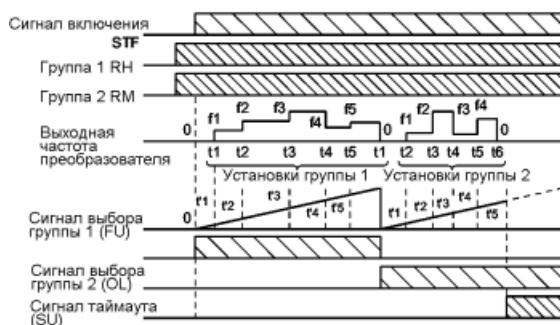 Сигнал включения
STF
Группа 1 RH
Группа 2 RM
Выходная
частота
преобразователя
0 f1 f2 f3 f4 f5 0 f1 f2 f3 f4 0
t1 t2 t3 t4 t5 t1 t2 t3 t4 t5 t6
Установки группы 1 Установки группы 2
0 t'1 t'2 t'3 t'4 t'5 t'1 t'2 t'3 t'4 t'5
Сигнал выбора
группы 1 (FU)
Сигнал выбора
группы 2 (OL)
Сигнал таймаута
(SU)